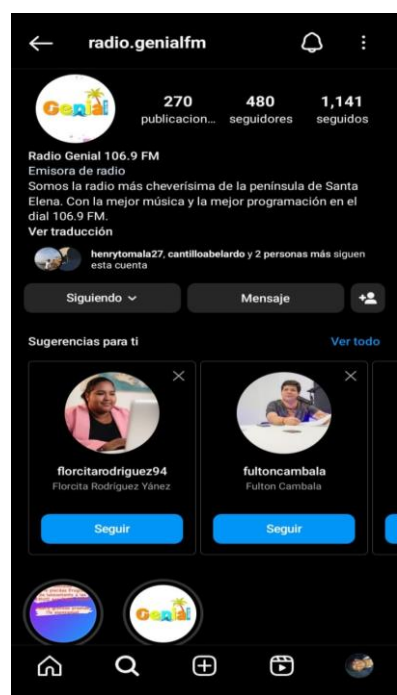 radio.genialfm
Genial
270 480 1,141
publicacion... seguidores seguidos
Radio Genial 106.9 FM
Emisora de radio
Somos la radio más cheverísima de la península de Santa
Elena. Con la mejor música y la mejor programación en el
dial 106.9 FM.
Ver traducción
henrytomala27, cantilloabelardo y 2 personas más siguen
esta cuenta
Siguiendo
Mensaje
Sugerencias para ti
Ver todo
florcitarodriguez94
Florcita Rodríguez Yánez
Seguir
fultoncambala
Fulton Cambala
Seguir
Genial